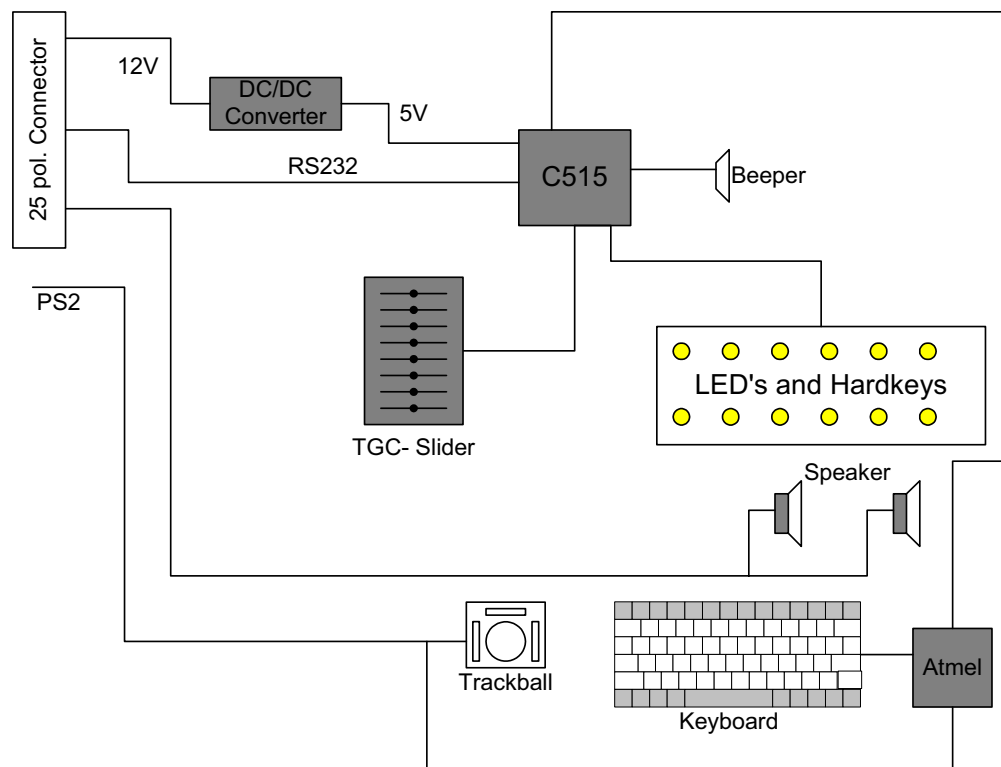 25 pol. Connector
12V
DC/DC
Converter
5V
RS232
C515
Beeper
PS2
LED's and Hardkeys
TGC- Slider
Speaker
Trackball
Keyboard
Atmel